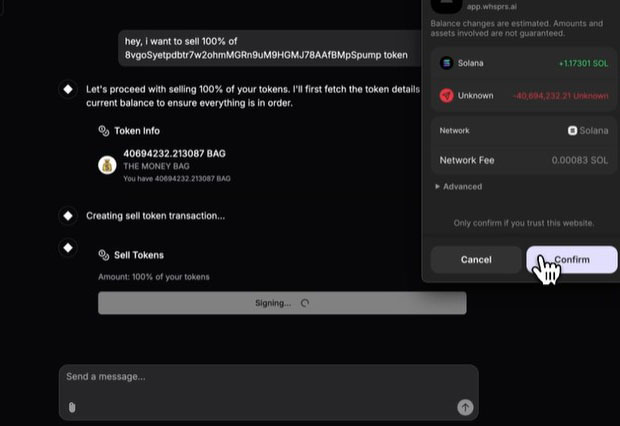 hey, i want to sell 100% of
8vgoSyetpdbtr7w2ohmMGRn9uM9HGMJ78AAfBMpSpump token
Let's proceed with selling 100% of your tokens. I'll first fetch the token details
current balance to ensure everything is in order.
Token Info
40694232.213087 BAG
THE MONEY BAG
You have 40694232.213087 BAG
Creating sell token transaction...
Sell Tokens
Amount: 100% of your tokens
Signing...
Send a message...
app.whsprs.ai
Balance changes are estimated. Amounts and
assets involved are not guaranteed.
Solana +1.17301 SOL
Unknown -40,694,232.21 Unknown
Network Solana
Network Fee 0.00083 SOL
Advanced
Only confirm if you trust this website.
Cancel Confirm